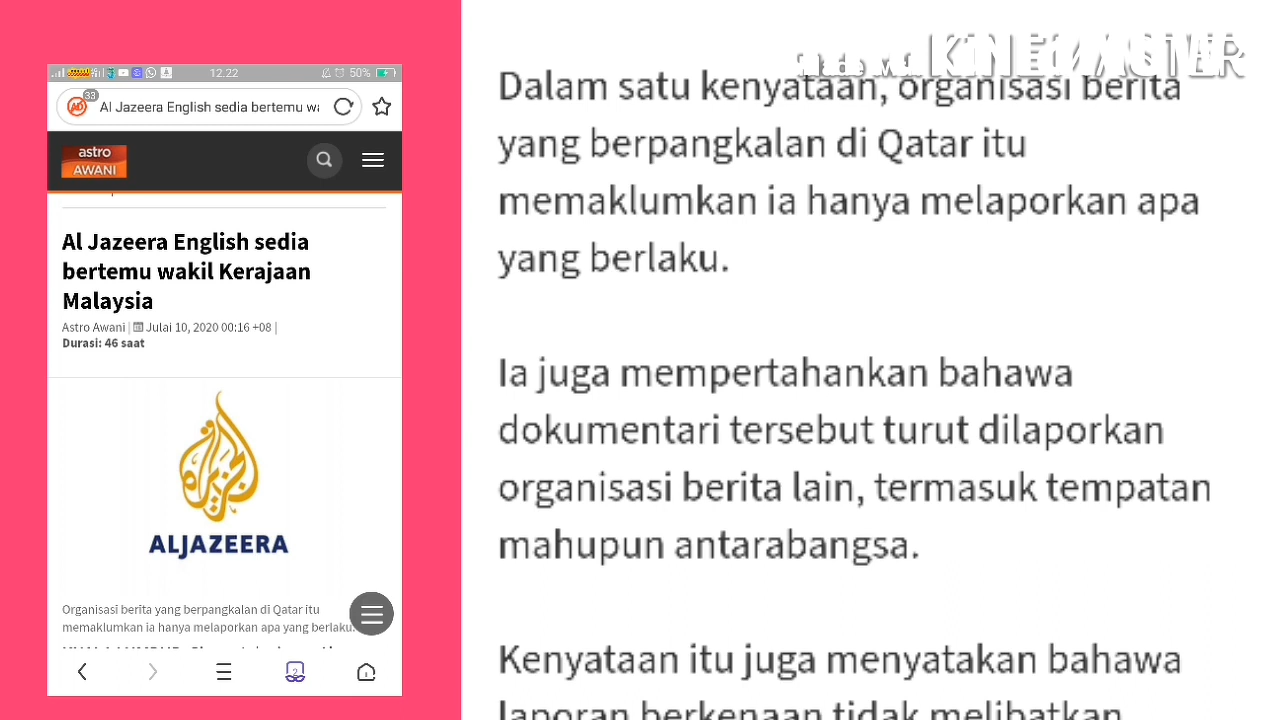 12.22
50%
33
Al Jazeera English sedia bertemu wa
astro
AWANI
Al Jazeera English sedia
bertemu wakil Kerajaan
Malaysia
Astro Awani | Julai 10, 2020 00:16 +08 |
Durasi: 46 saat
ALJAZEERA
Organisasi berita yang berpangkalan di Qatar itu
memaklumkan ia hanya melaporkan apa yang berlaku.
2
KINEMASTER
Dalam satu kenyataan, organisasi berita
yang berpangkalan di Qatar itu
memaklumkan ia hanya melaporkan apa
yang berlaku.
Ia juga mempertahankan bahawa
dokumentari tersebut turut dilaporkan
organisasi berita lain, termasuk tempatan
mahupun antarabangsa.
Kenyataan itu juga menyatakan bahawa
laporan berkenaan tidak melibatkan